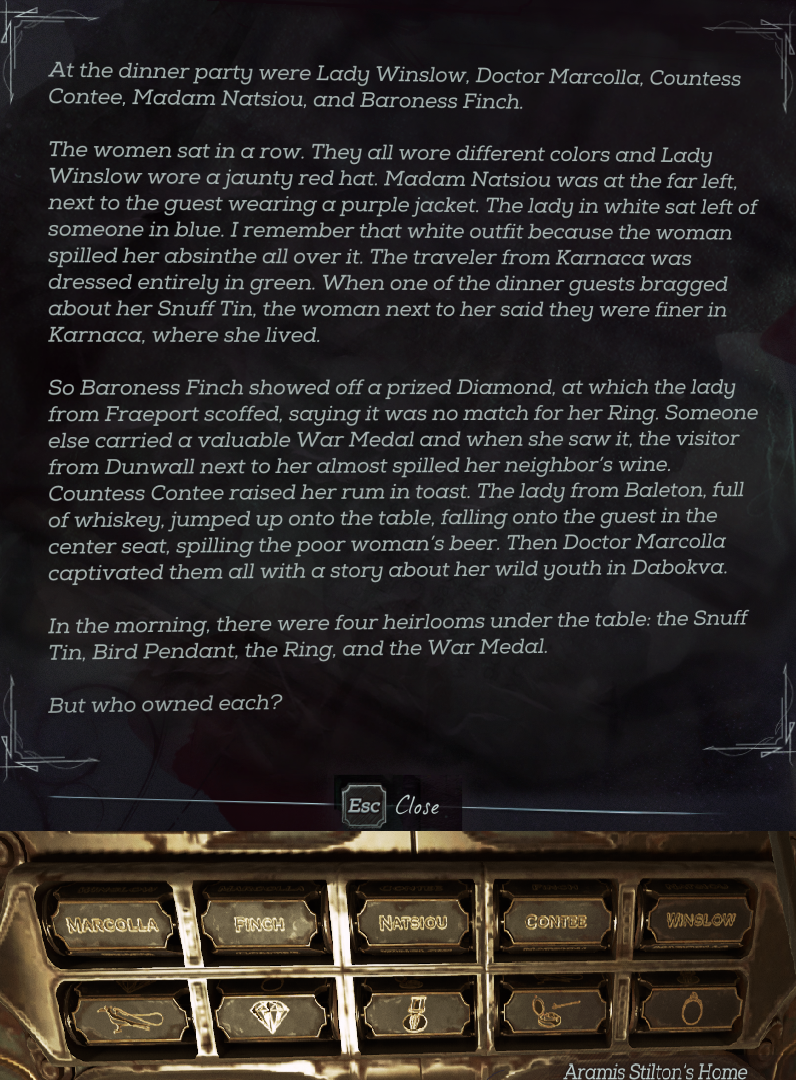 At the dinner party were Lady Winslow, Doctor Marcolla, Countess
Contee, Madam Natsiou, and Baroness Finch.
The women sat in a row. They all wore different colors and Lady
Winslow wore a jaunty red hat. Madam Natsiou was at the far left,
next to the guest wearing a purple jacket. The lady in white sat left of
someone in blue. I remember that white outfit because the woman
spilled her absinthe all over it. The traveler from Karnaca was
dressed entirely in green. When one of the dinner guests bragged
about her Snuff Tin, the woman next to her said they were finer in
Karnaca, where she lived.
So Baroness Finch showed off a prized Diamond, at which the lady
from Fraeport scoffed, saying it was no match for her Ring. Someone
else carried a valuable War Medal and when she saw it, the visitor
from Dunwall next to her almost spilled her neighbor's wine.
Countess Contee raised her rum in toast. The lady from Baleton, full
of whiskey, jumped up onto the table, falling onto the guest in the
center seat, spilling the poor woman's beer. Then Doctor Marcolla
captivated them all with a story about her wild youth in Dabokva.
In the morning, there were four heirlooms under the table: the Snuff
Tin, Bird Pendant, the Ring, and the War Medal.
But who owned each?
Esc Close
MARCOLLA FINCH NATSIOU CONTEE WINSLOW
Aramis Stilton's Home